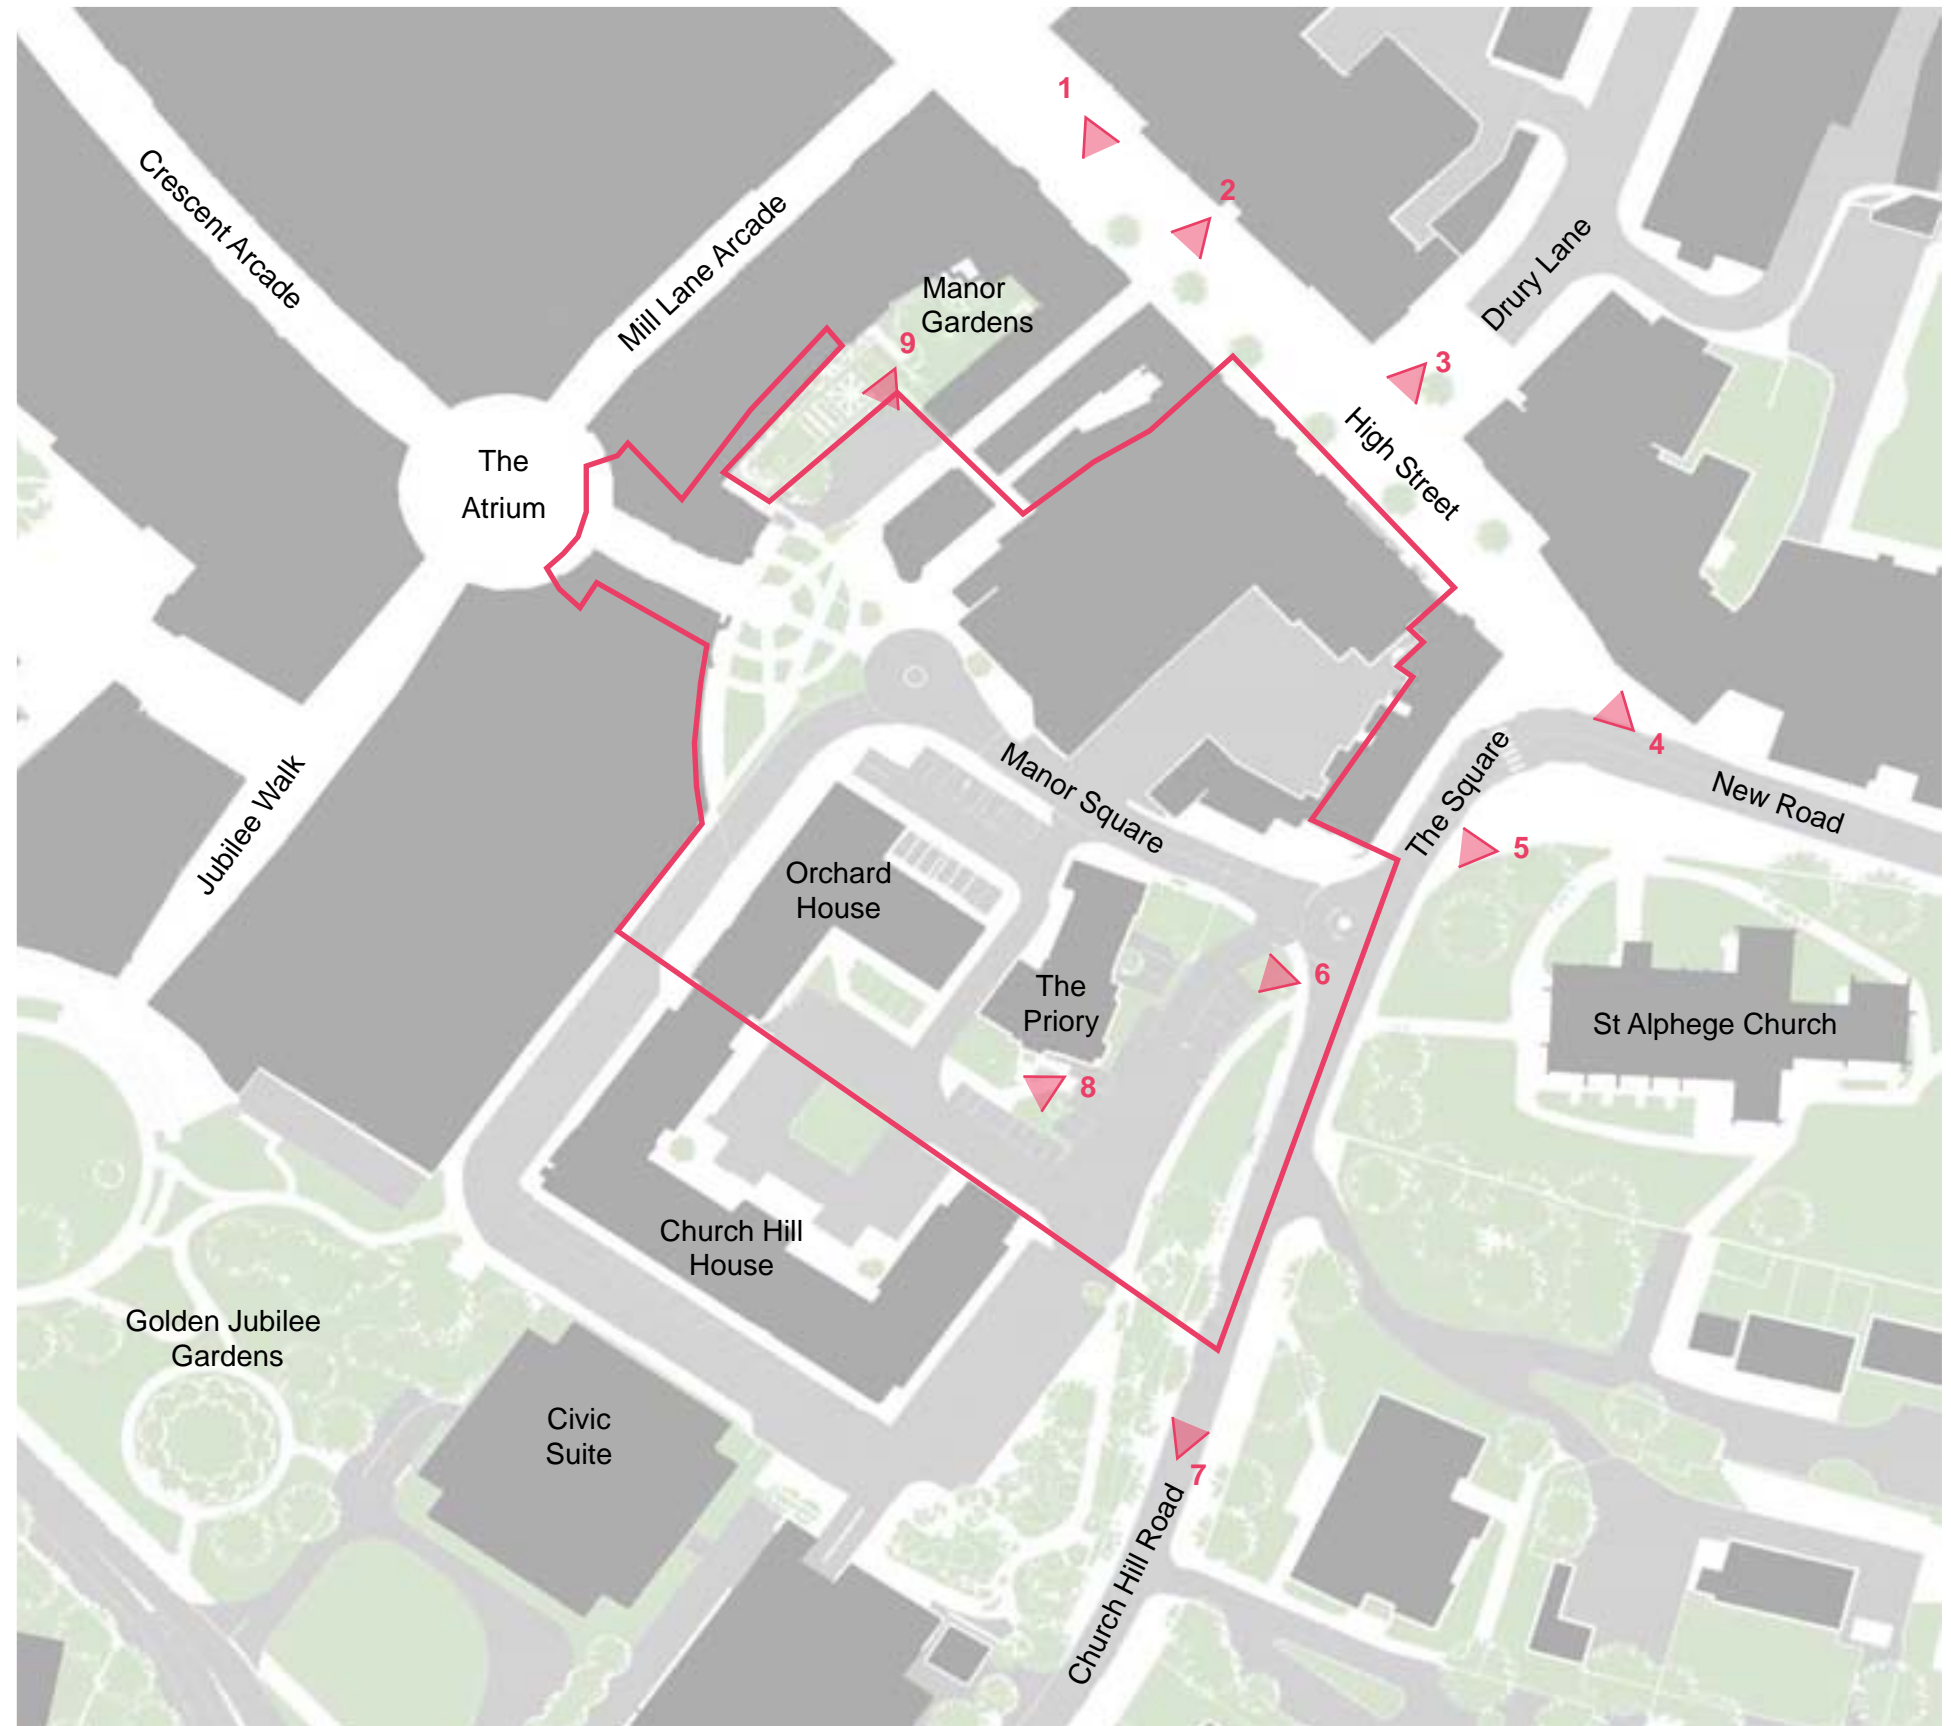 1
2
Crescent Arcade
Mill Lane Arcade
Manor
Gardens
Drury Lane
9
3
High Street
The
Atrium
4
The Square
New Road
Manor Square
5
Jubilee Walk
Orchard
House
6
The
Priory
St Alphege Church
8
Church Hill
House
Golden Jubilee
Gardens
Civic
Suite
7
Church Hill Road